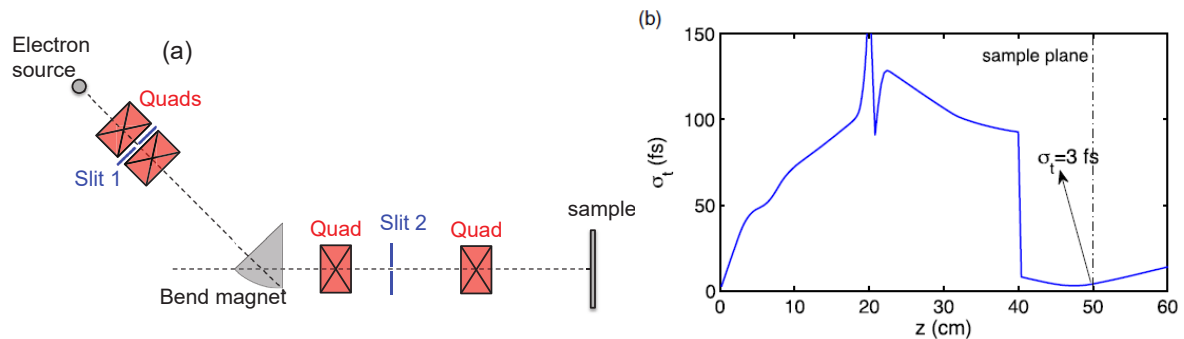 Electron
source
(a)
Quads
Slit 1
Bend magnet
Quad
Slit 2
Quad
sample
(b)
150
100
50
0
σt (fs)
sample plane
σt=3 fs
0
10
20
30
40
50
60
z (cm)